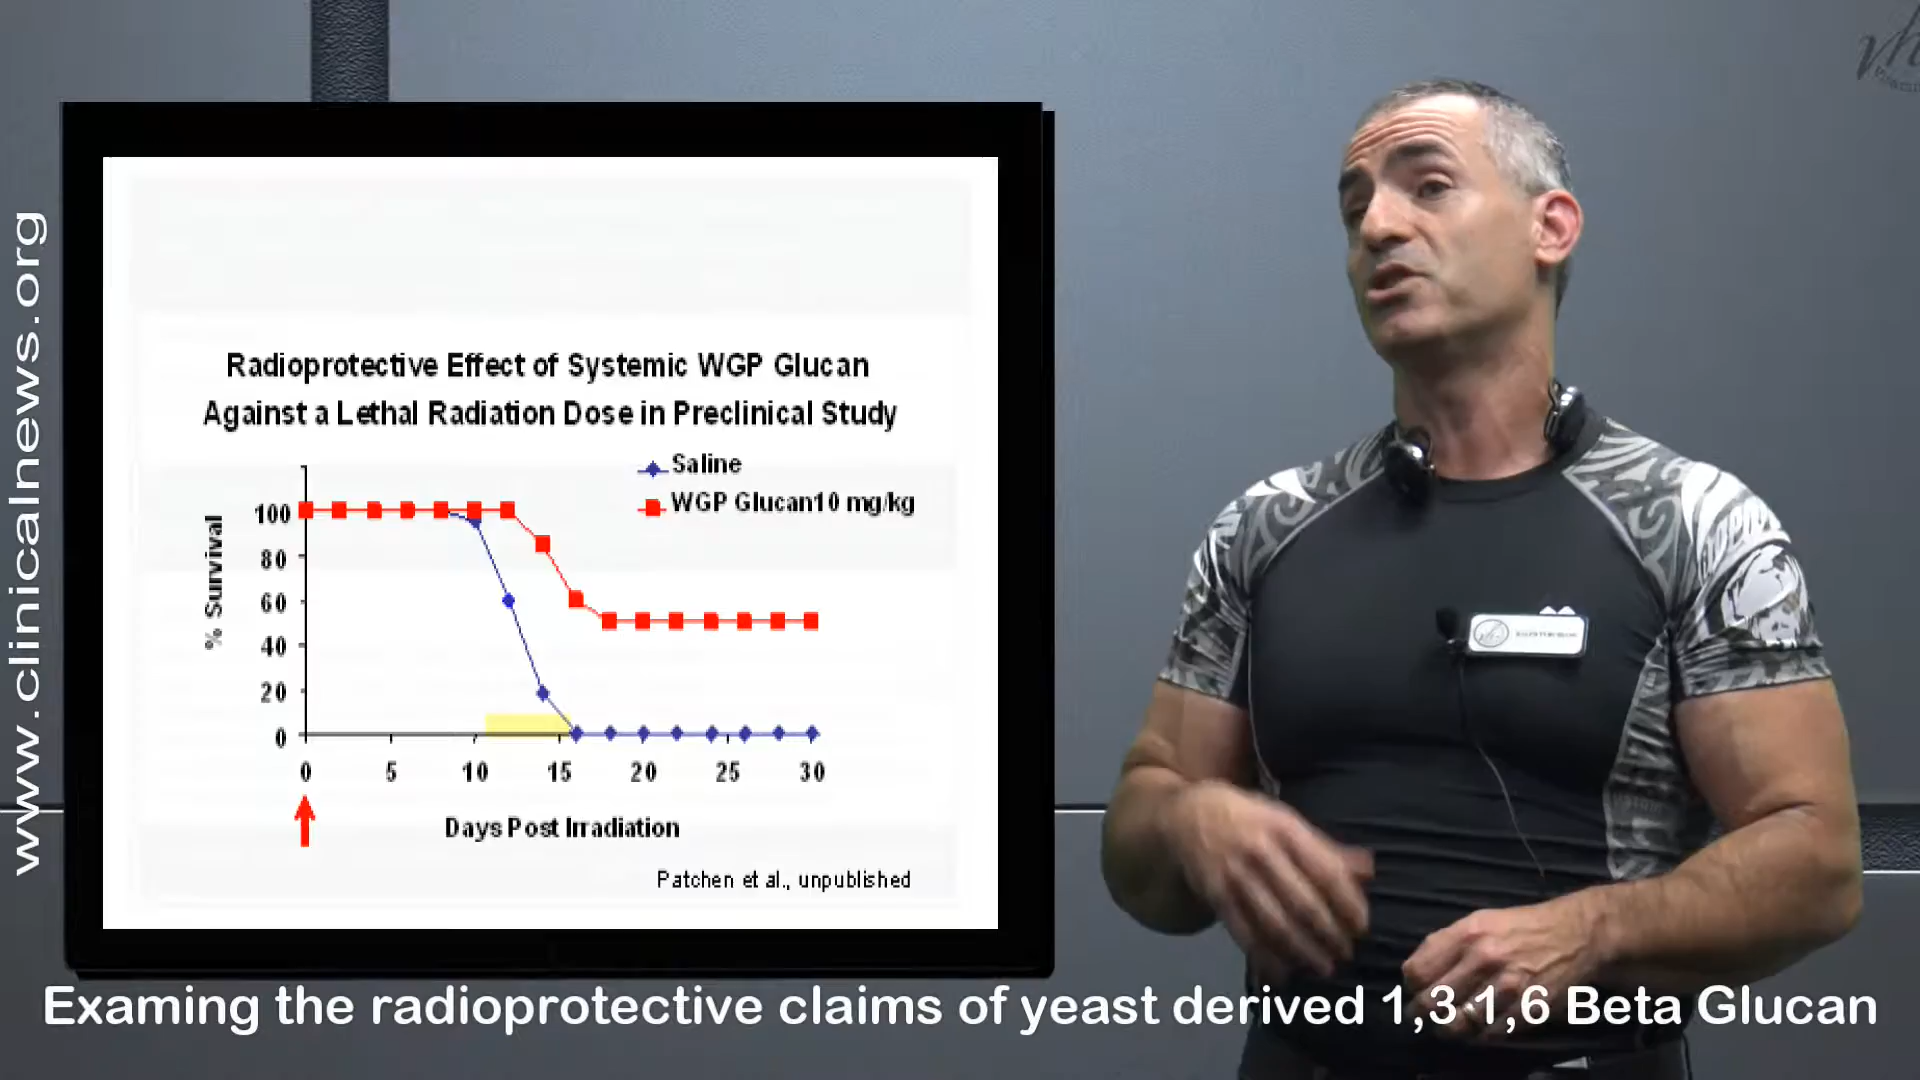 www.clinicalnews.org
Radioprotective Effect of Systemic WGP Glucan
Against a Lethal Radiation Dose in Preclinical Study
Saline
WGP Glucan10 mg/kg
% Survival
100
80
60
40
20
0
0 5 10 15 20 25 30
Days Post Irradiation
Patchen et al., unpublished
Examing the radioprotective claims of yeast derived 1,3 1,6 Beta Glucan
vh